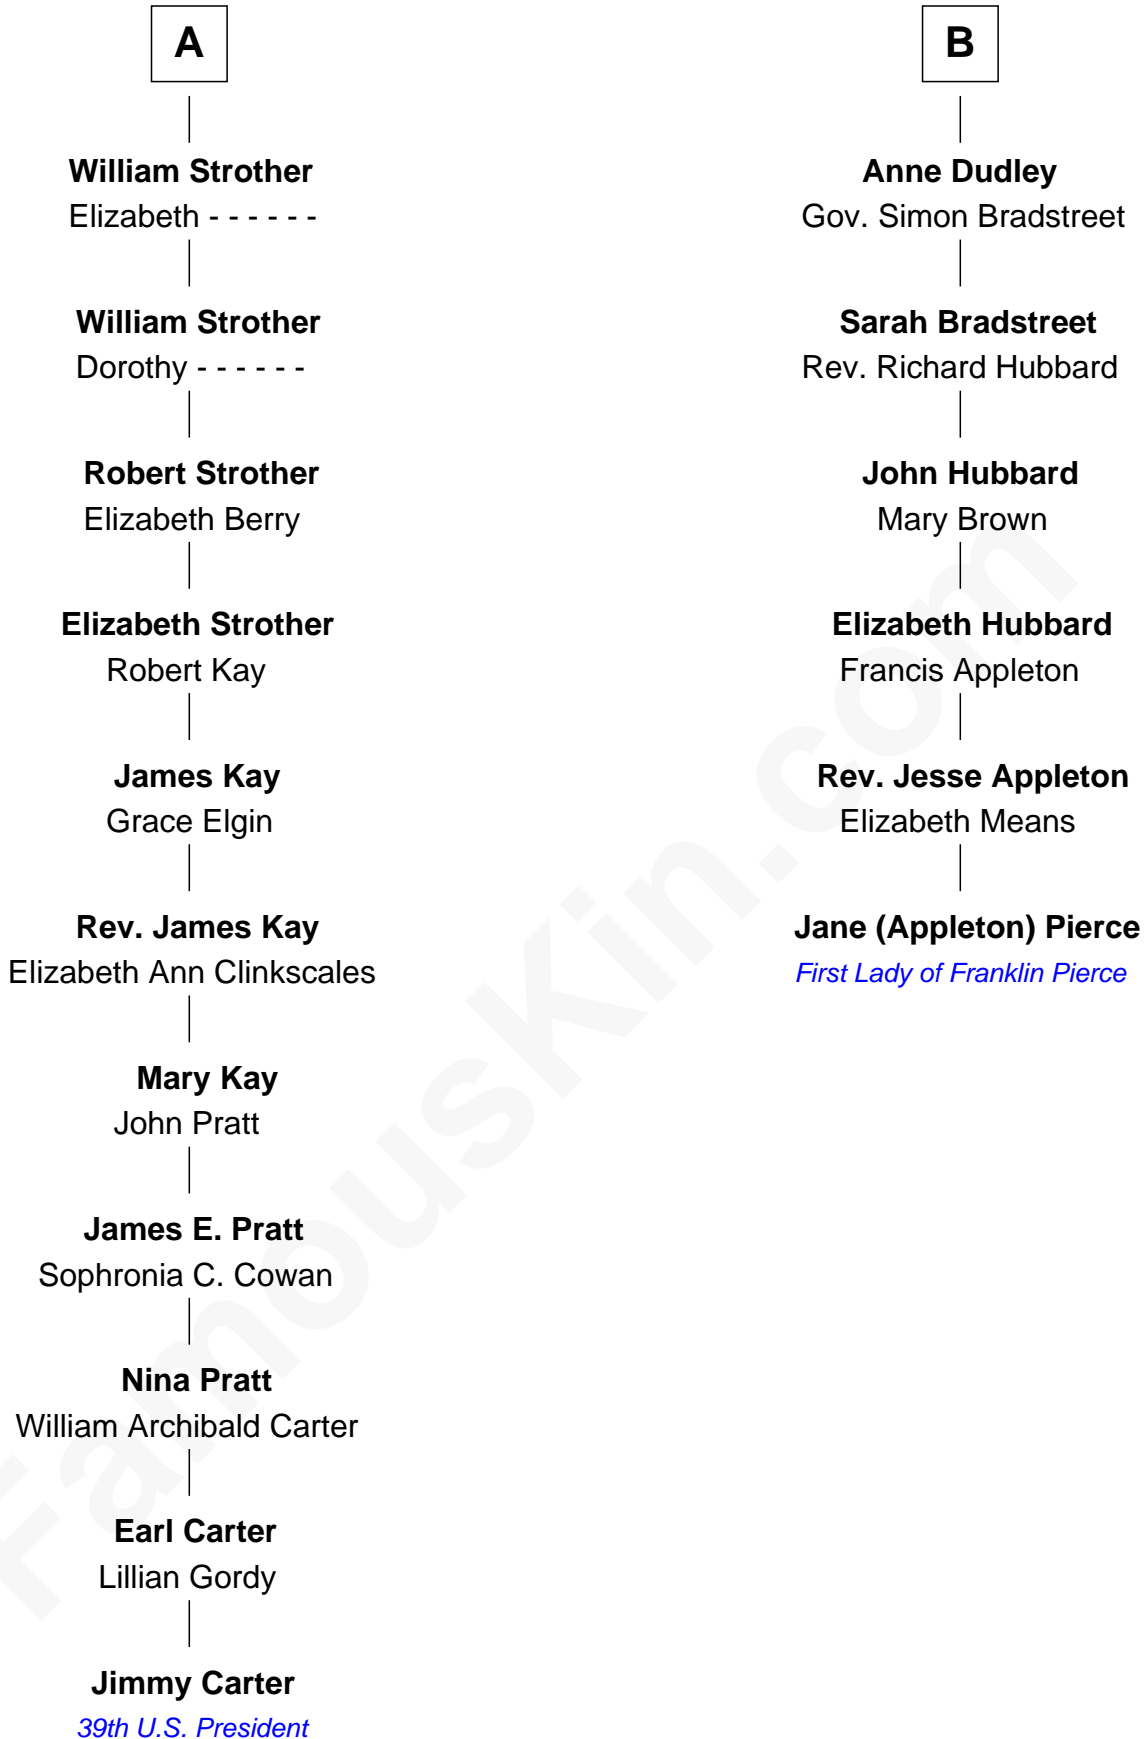 A
William Strother
Elizabeth - - - - - -
William Strother
Dorothy - - - - - -
Robert Strother
Elizabeth Berry
Elizabeth Strother
Robert Kay
James Kay
Grace Elgin
Rev. James Kay
Elizabeth Ann Clinkscales
Mary Kay
John Pratt
James E. Pratt
Sophronia C. Cowan
Nina Pratt
William Archibald Carter
Earl Carter
Lillian Gordy
Jimmy Carter
39th U.S. President
B
Anne Dudley
Gov. Simon Bradstreet
Sarah Bradstreet
Rev. Richard Hubbard
John Hubbard
Mary Brown
Elizabeth Hubbard
Francis Appleton
Rev. Jesse Appleton
Elizabeth Means
Jane (Appleton) Pierce
First Lady of Franklin Pierce
FamousKin.com